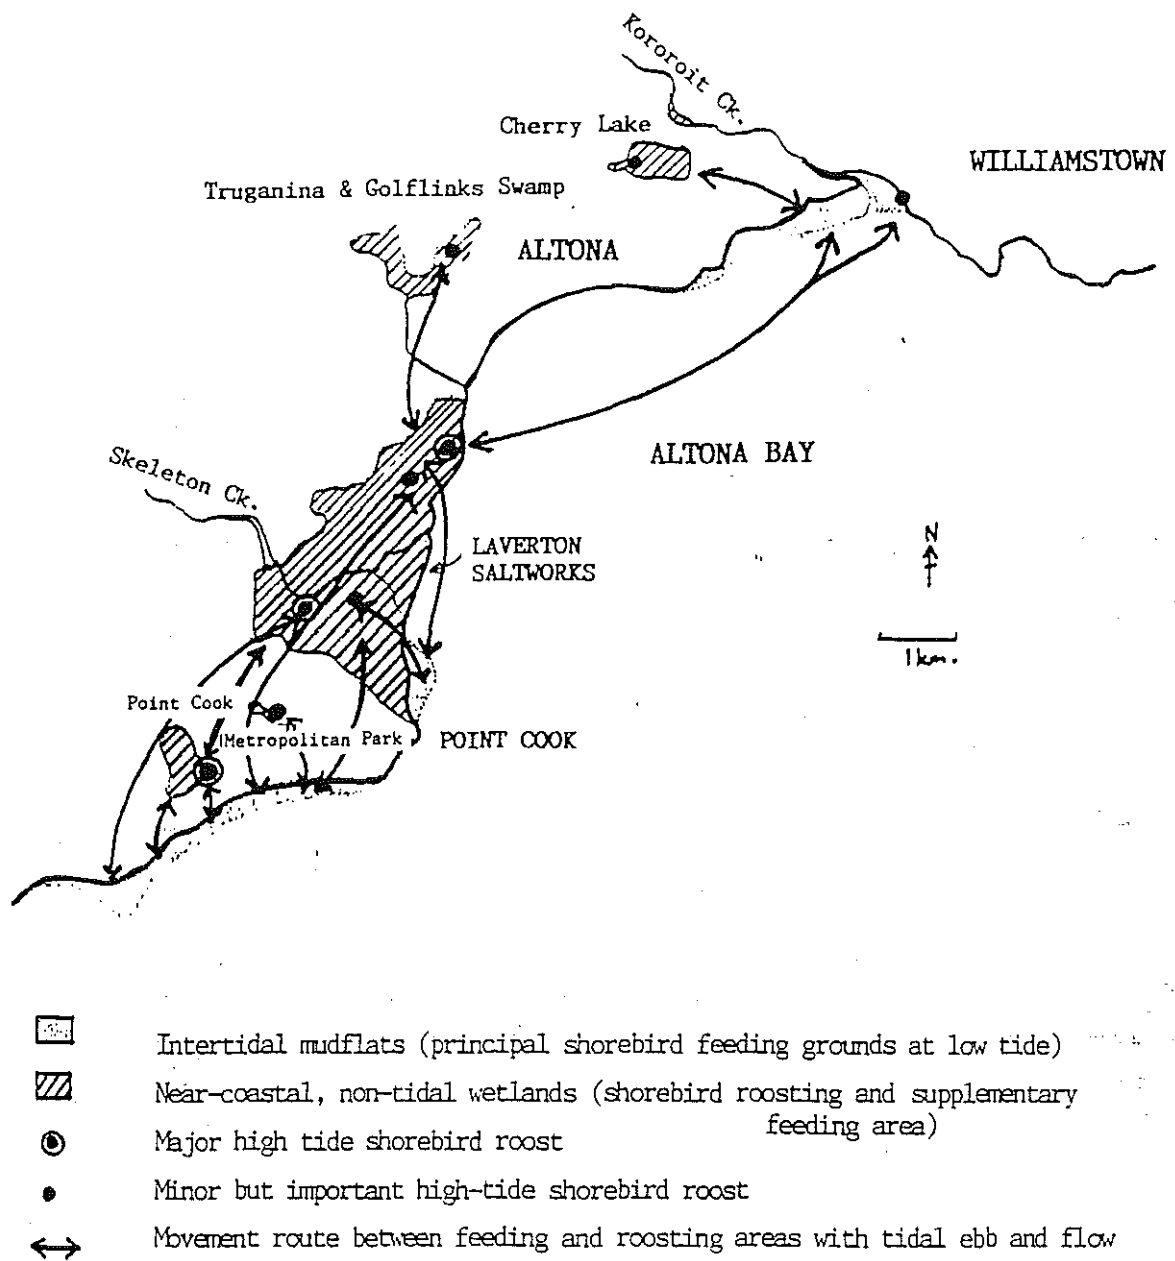 Kororoit Ck.
Cherry Lake
WILLIAMSTOWN
Truganina & Golflinks Swamp
ALTONA
ALTONA BAY
Skeleton Ck.
N
LAVERTON
SALTWORKS
1km.
Point Cook
Metropolitan Park
POINT COOK
Intertidal mudflats (principal shorebird feeding grounds at low tide)
Near-coastal, non-tidal wetlands (shorebird roosting and supplementary
feeding area)
Major high tide shorebird roost
Minor but important high-tide shorebird roost
Movement route between feeding and roosting areas with tidal ebb and flow